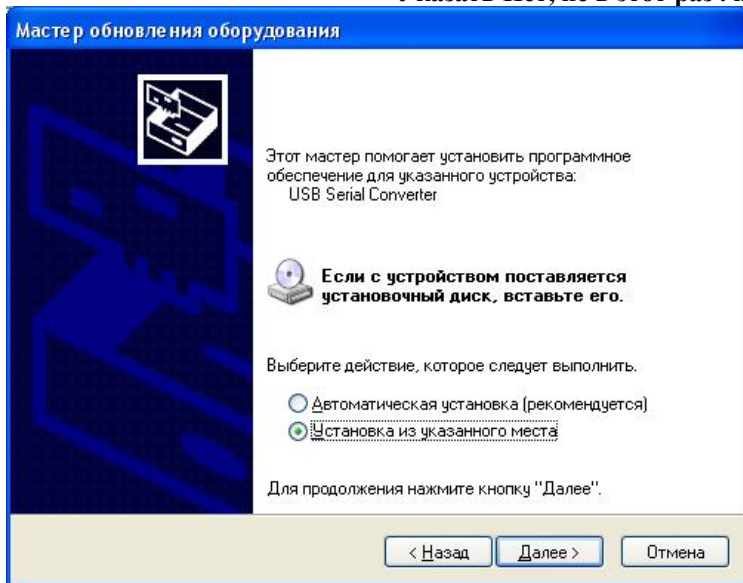 Мастер обновления оборудования
Этот мастер помогает установить программное
обеспечение для указанного устройства:
USB Serial Converter
Если с устройством поставляется
установочный диск, вставьте его.
Выберите действие, которое следует выполнить.
Автоматическая установка (рекомендуется)
Установка из указанного места
Для продолжения нажмите кнопку "Далее".
< Назад Далее > Отмена